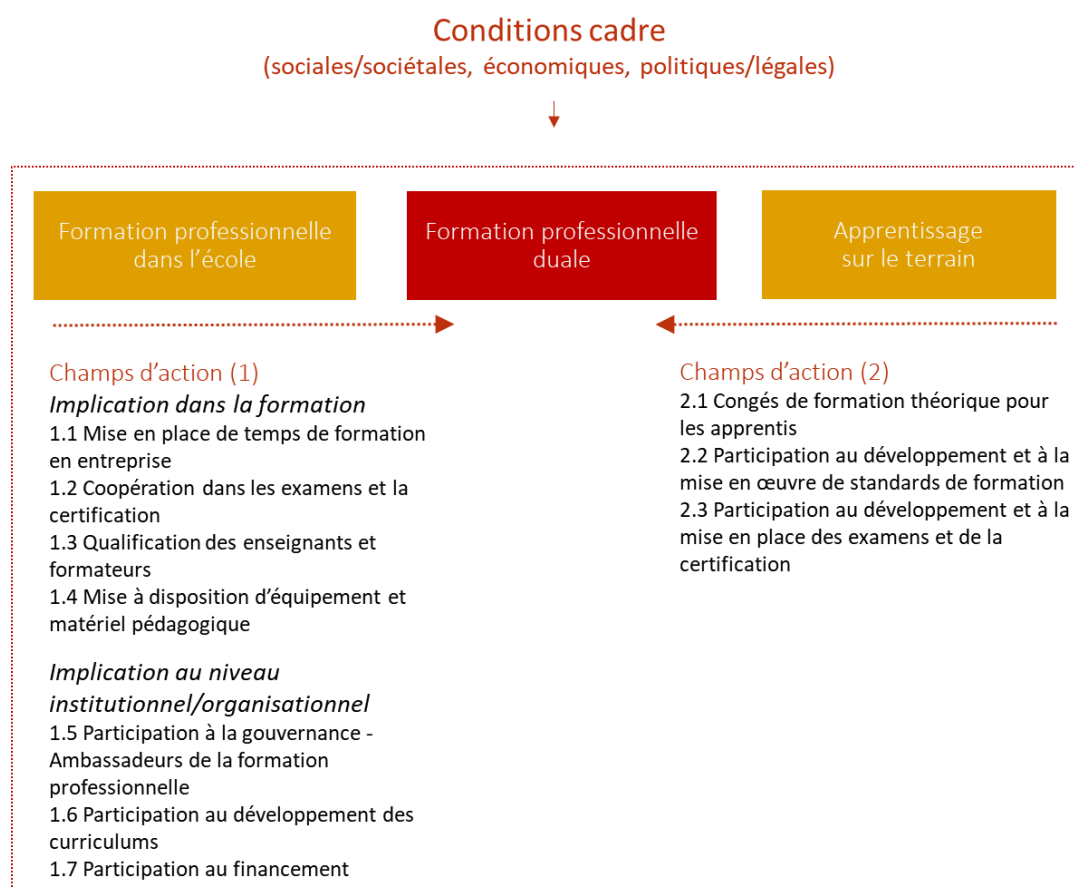 Conditions cadre
(sociales/sociétales, économiques, politiques/légales)
Formation professionnelle
dans l'école
Formation professionnelle
duale
Apprentissage
sur le terrain
Champs d'action (1)
Implication dans la formation
1.1 Mise en place de temps de formation
en entreprise
1.2 Coopération dans les examens et la
certification
1.3 Qualification des enseignants et
formateurs
1.4 Mise à disposition d'équipement et
matériel pédagogique
Implication au niveau
institutionnel/organisationnel
1.5 Participation à la gouvernance -
Ambassadeurs de la formation
professionnelle
1.6 Participation au développement des
curriculums
1.7 Participation au financement
Champs d'action (2)
2.1 Congés de formation théorique pour
les apprentis
2.2 Participation au développement et à la
mise en œuvre de standards de formation
2.3 Participation au développement et à la
mise en place des examens et de la
certification